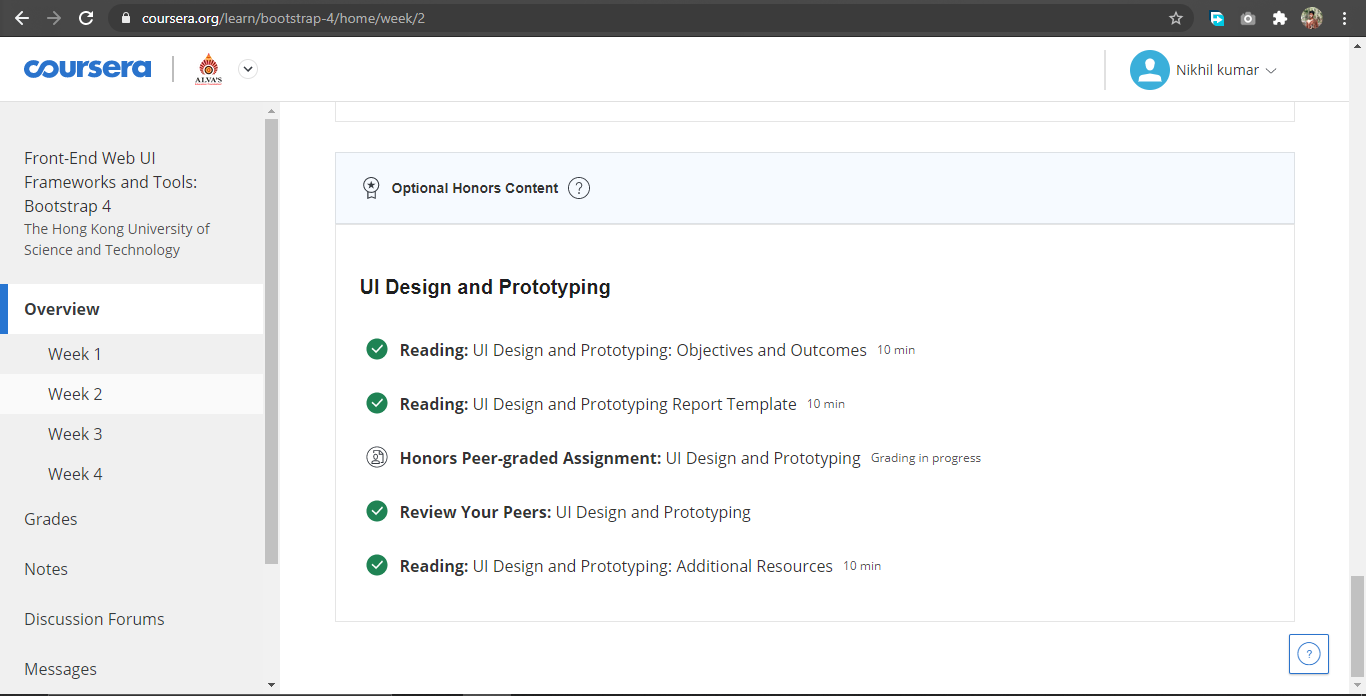 coursera.org/learn/bootstrap-4/home/week/2
coursera
ALVA'S
Nikhil kumar
Front-End Web UI
Frameworks and Tools:
Bootstrap 4
The Hong Kong University of
Science and Technology
Overview
Week 1
Week 2
Week 3
Week 4
Grades
Notes
Discussion Forums
Messages
Optional Honors Content ?
UI Design and Prototyping
Reading: UI Design and Prototyping: Objectives and Outcomes 10 min
Reading: UI Design and Prototyping Report Template 10 min
Honors Peer-graded Assignment: UI Design and Prototyping Grading in progress
Review Your Peers: UI Design and Prototyping
Reading: UI Design and Prototyping: Additional Resources 10 min
?